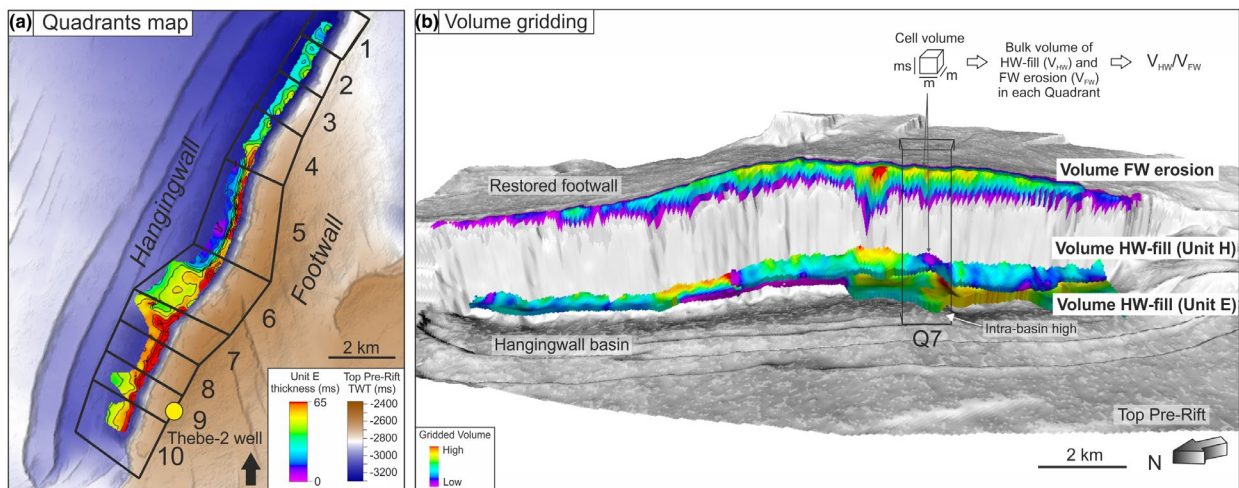 (a) Quadrants map
1
2
3
4
5
6
7
8
9
10
Hangingwall
Footwall
2 km
Thebe-2 well
Unit E
thickness (ms)
65
0
Top Pre-Rift
TWT (ms)
-2400
-2600
-2800
-3000
-3200
(b) Volume gridding
Cell volume
ms
m
m
Bulk volume of
HW-fill (VHW) and
FW erosion (VFW)
in each Quadrant
VHW/VFW
Restored footwall
Volume FW erosion
Volume HW-fill (Unit H)
Volume HW-fill (Unit E)
Intra-basin high
Q7
Hangingwall basin
Top Pre-Rift
Gridded Volume
High
Low
2 km
N